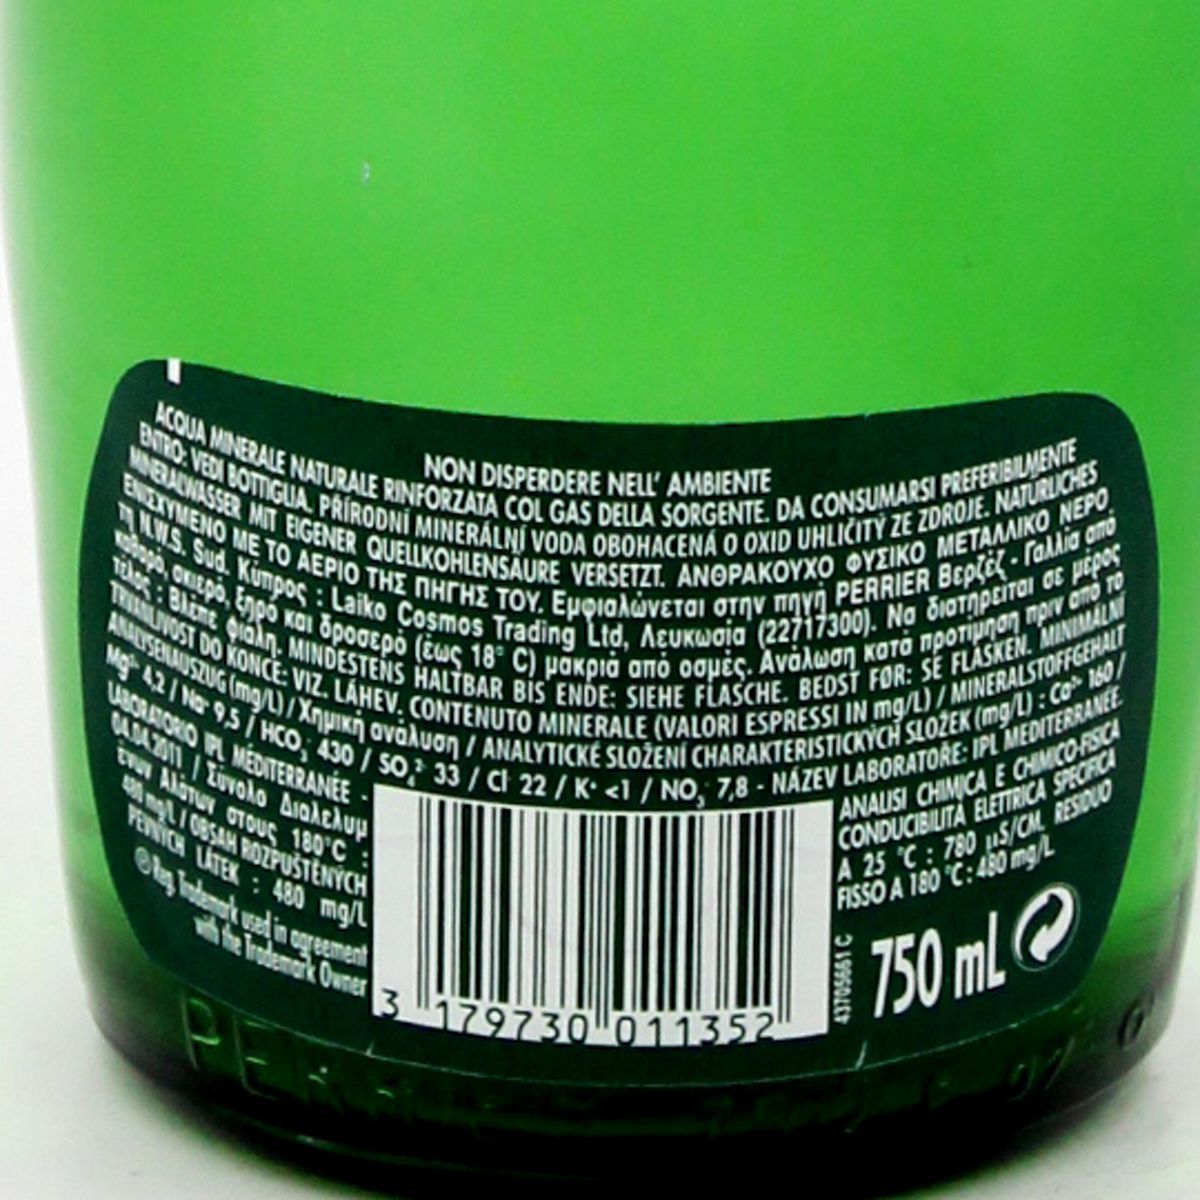 NON DISPERDERE NELL' AMBIENTE
ACQUA MINERALE NATURALE RINFORZATA COL GAS DELLA SORGENTE. DA CONSUMARSI PREFERIBILMENTE
ENTRO: VEDI BOTTIGLIA. PŘÍRODNÍ MINERÁLNÍ VODA OBOHACENÁ O OXID UHLIČITÝ ZE ZDROJE. NATÜRLICHES
MINERALWASSER MIT EIGENER QUELLKOHLENSÄURE VERSETZT. ΑΝΘΡΑΚΟΥΧΟ ΦΥΣΙΚΟ ΜΕΤΑΛΛΙΚΟ ΝΕΡΟ
ΕΝΙΣΧΥΜΕΝΟ ΜΕ ΤΟ ΑΕΡΙΟ ΤΗΣ ΠΗΓΗΣ ΤΟΥ. Εμφιαλώνεται στην πηγή PERRIER Βερζέζ - Γαλλία από
τη N.W.S. Sud. Κύπρος : Laiko Cosmos Trading Ltd, Λευκωσία (22717300). Να διατηρείται σε μέρος
καθαρό, σκιερό, ξηρό και δροσερό (έως 18° C) μακριά από οσμές. Ανάλωση κατά προτίμηση πριν από το
τέλος : Βλέπε φιάλη. MINDESTENS HALTBAR BIS ENDE: SIEHE FLASCHE. BEDST FØR: SE FLASKEN. MINIMÁLNÍ
TRVANLIVOST DO KONCE: VIZ. LÁHEV. CONTENUTO MINERALE (VALORI ESPRESSI IN mg/L) / MINERALSTOFFGEHALT
ANALYSENAUSZUG (mg/L) / Χημική ανάλυση / ANALYTICKÉ SLOŽENÍ CHARAKTERISTICKÝCH SLOŽEK (mg/L) : Ca²⁺ 160 /
Mg²⁺ 4,2 / Na⁺ 9,5 / HCO₃⁻ 430 / SO₄²⁻ 33 / Cl⁻ 22 / K⁺ <1 / NO₃⁻ 7,8 - NÁZEV LABORATOŘE: IPL MEDITERRANÉE.
LABORATORIO IPL MEDITERRANÉE -
04.04.2011 / Σύνολο Διαλελυμ
ένων Αλάτων στους 180°C :
480 mg/L / OBSAH ROZPUŠTĚNÝCH
PEVNÝCH LÁTEK : 480 mg/L
® Reg. Trademark used in agreement
with the Trademark Owner
ANALISI CHIMICA E CHIMICO-FISICA
CONDUCIBILITÀ ELETTRICA SPECIFICA
A 25 °C : 780 µS/CM. RESIDUO
FISSO A 180 °C : 480 mg/L
43705661 C
750 mL
3 179730 011352